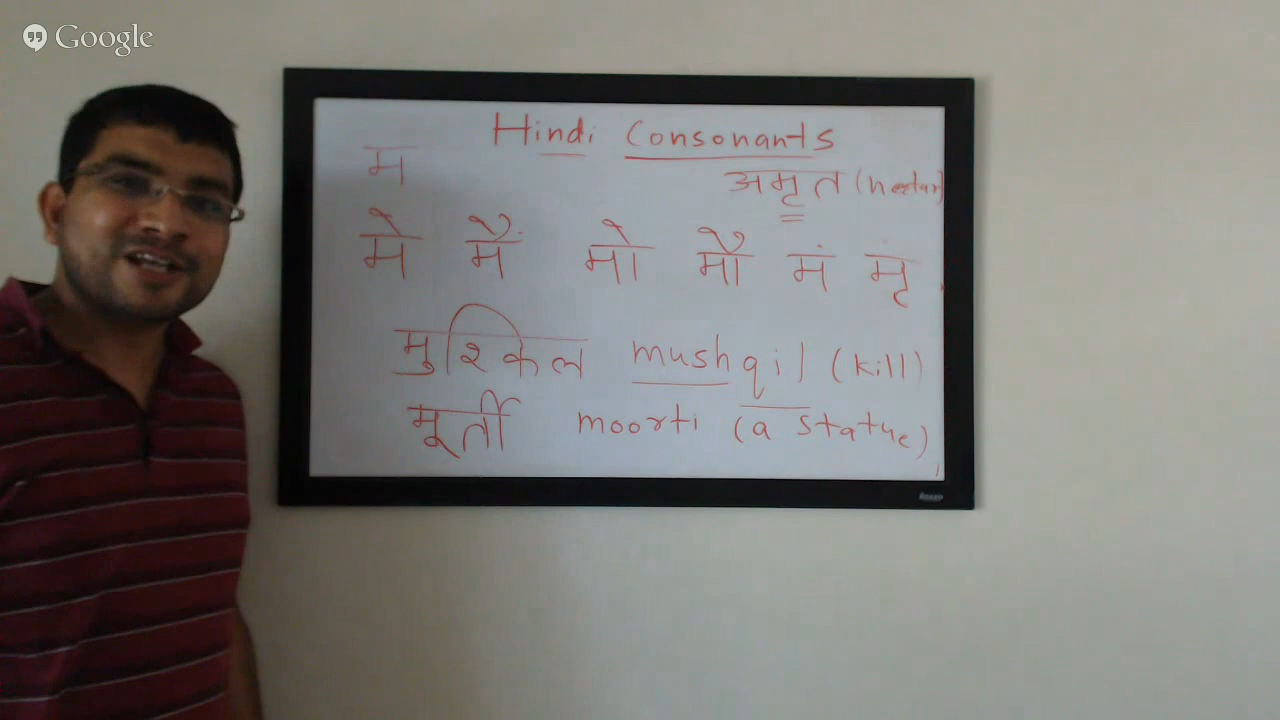 Google
Hindi Consonants
म
अमृत (nectar)
मे मैं मो मौ मं मृ
मुश्किल mushqil (kill)
मूर्ती moorti (a statue)